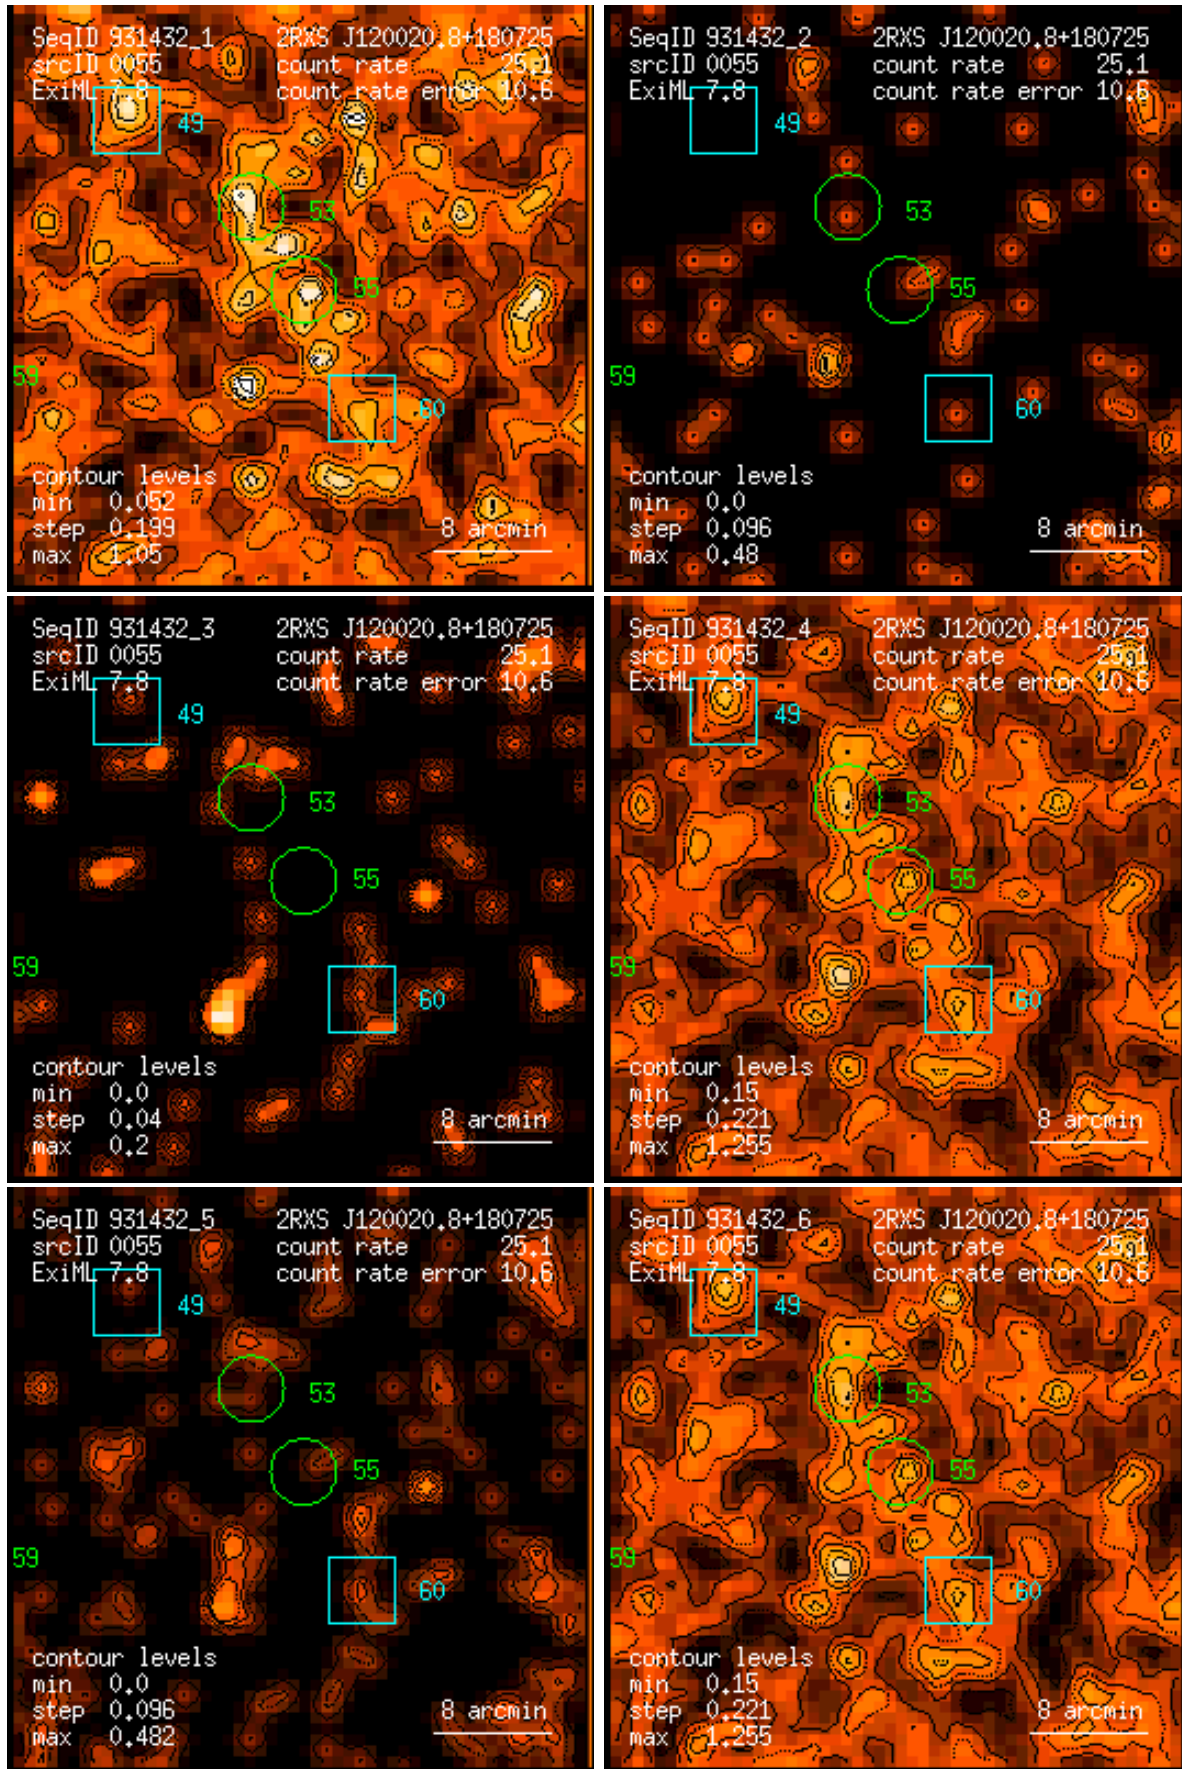 SeqID 931432_1 2RXS J120020.8+180725
srcID 0055 count rate 25.1
ExiML 7.8 count rate error 10.6
49
53
55
59
60
contour levels
min 0.052
step 0.199 8 arcmin
max 1.05
SeqID 931432_2 2RXS J120020.8+180725
srcID 0055 count rate 25.1
ExiML 7.8 count rate error 10.6
49
53
55
59
60
contour levels
min 0.0
step 0.096 8 arcmin
max 0.48
SeqID 931432_3 2RXS J120020.8+180725
srcID 0055 count rate 25.1
ExiML 7.8 count rate error 10.6
49
53
55
59
60
contour levels
min 0.0
step 0.04 8 arcmin
max 0.2
SeqID 931432_4 2RXS J120020.8+180725
srcID 0055 count rate 25.1
ExiML 7.8 count rate error 10.6
49
53
55
59
60
contour levels
min 0.15
step 0.221 8 arcmin
max 1.255
SeqID 931432_5 2RXS J120020.8+180725
srcID 0055 count rate 25.1
ExiML 7.8 count rate error 10.6
49
53
55
59
60
contour levels
min 0.0
step 0.096 8 arcmin
max 0.482
SeqID 931432_6 2RXS J120020.8+180725
srcID 0055 count rate 25.1
ExiML 7.8 count rate error 10.6
49
53
55
59
60
contour levels
min 0.15
step 0.221 8 arcmin
max 1.255